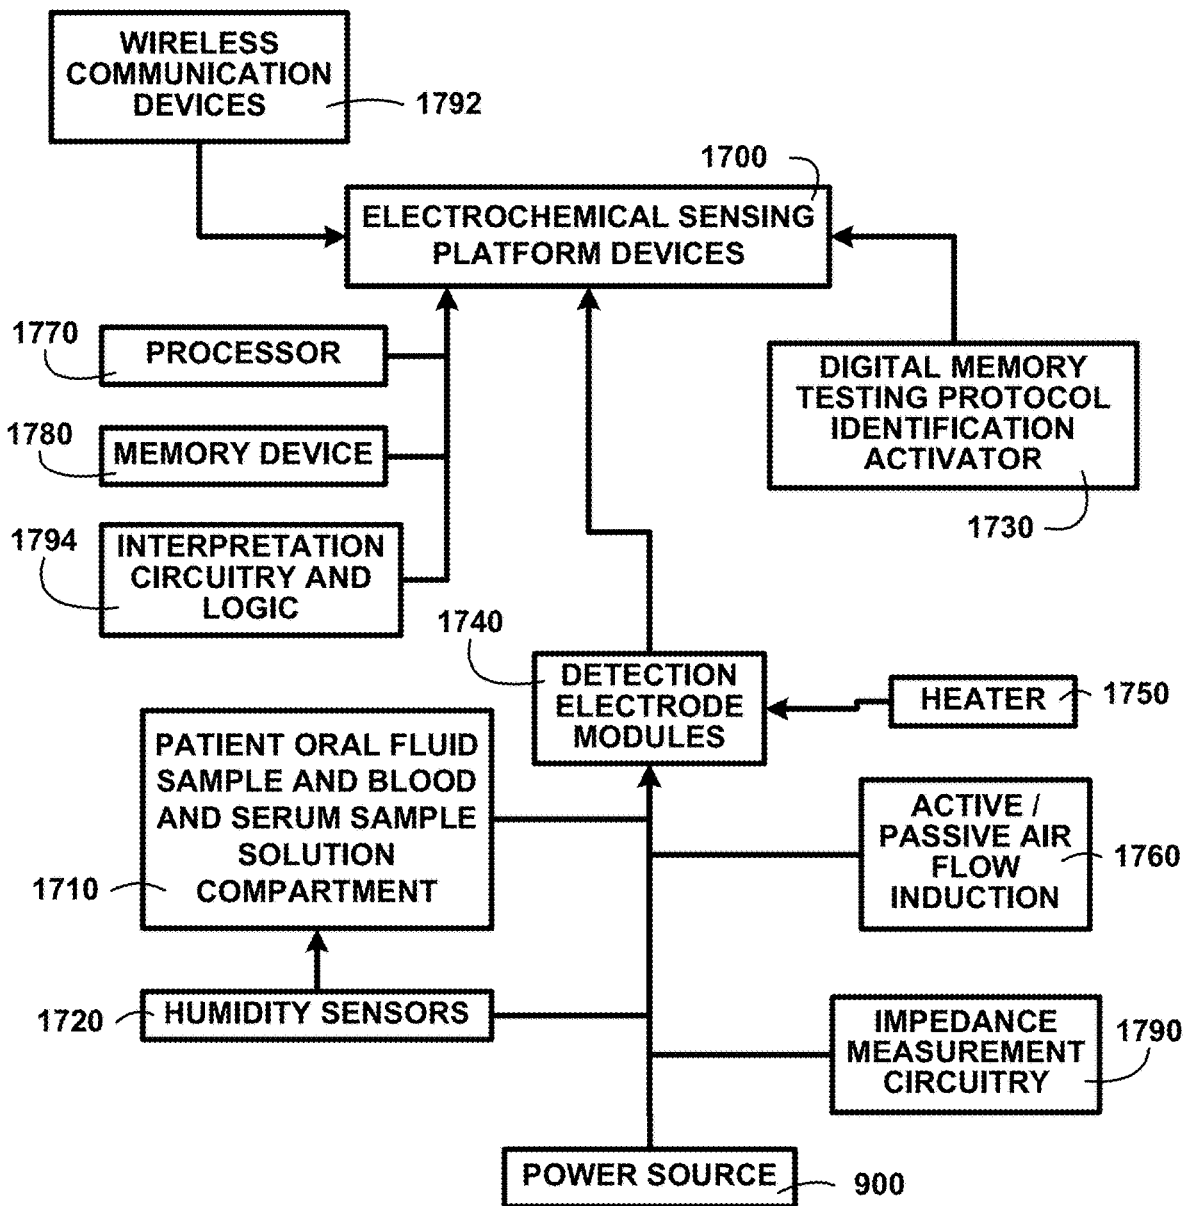 WIRELESS
COMMUNICATION
DEVICES
1792
1700
ELECTROCHEMICAL SENSING
PLATFORM DEVICES
1770
PROCESSOR
1780
MEMORY DEVICE
1794
INTERPRETATION
CIRCUITRY AND
LOGIC
DIGITAL MEMORY
TESTING PROTOCOL
IDENTIFICATION
ACTIVATOR
1730
1740
DETECTION
ELECTRODE
MODULES
HEATER
1750
PATIENT ORAL FLUID
SAMPLE AND BLOOD
AND SERUM SAMPLE
SOLUTION
COMPARTMENT
1710
ACTIVE /
PASSIVE AIR
FLOW
INDUCTION
1760
1720
HUMIDITY SENSORS
IMPEDANCE
MEASUREMENT
CIRCUITRY
1790
POWER SOURCE
900